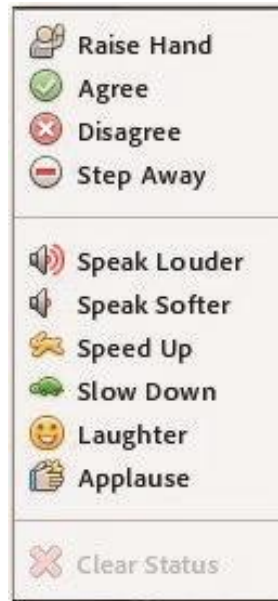 Raise Hand
Agree
Disagree
Step Away
Speak Louder
Speak Softer
Speed Up
Slow Down
Laughter
Applause
Clear Status